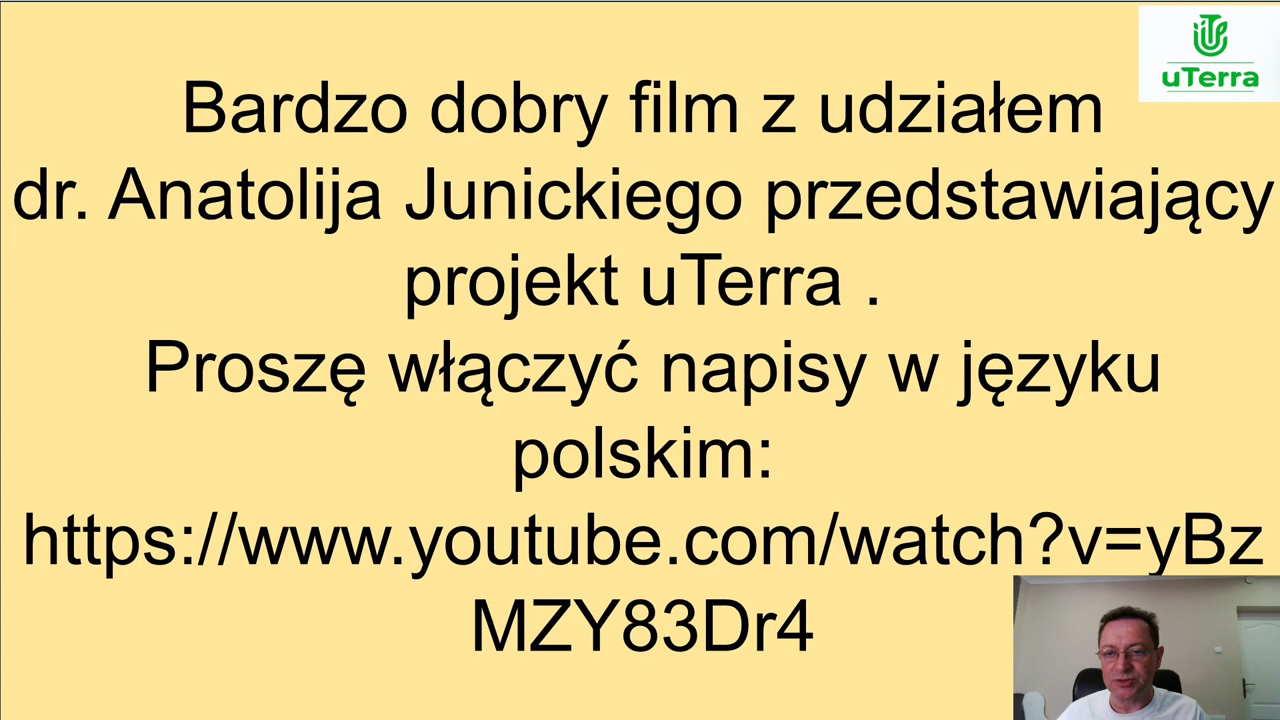 uTerra
Bardzo dobry film z udziałem
dr. Anatolija Junickiego przedstawiający
projekt uTerra .
Proszę włączyć napisy w języku
polskim:
https://www.youtube.com/watch?v=yBz
MZY83Dr4